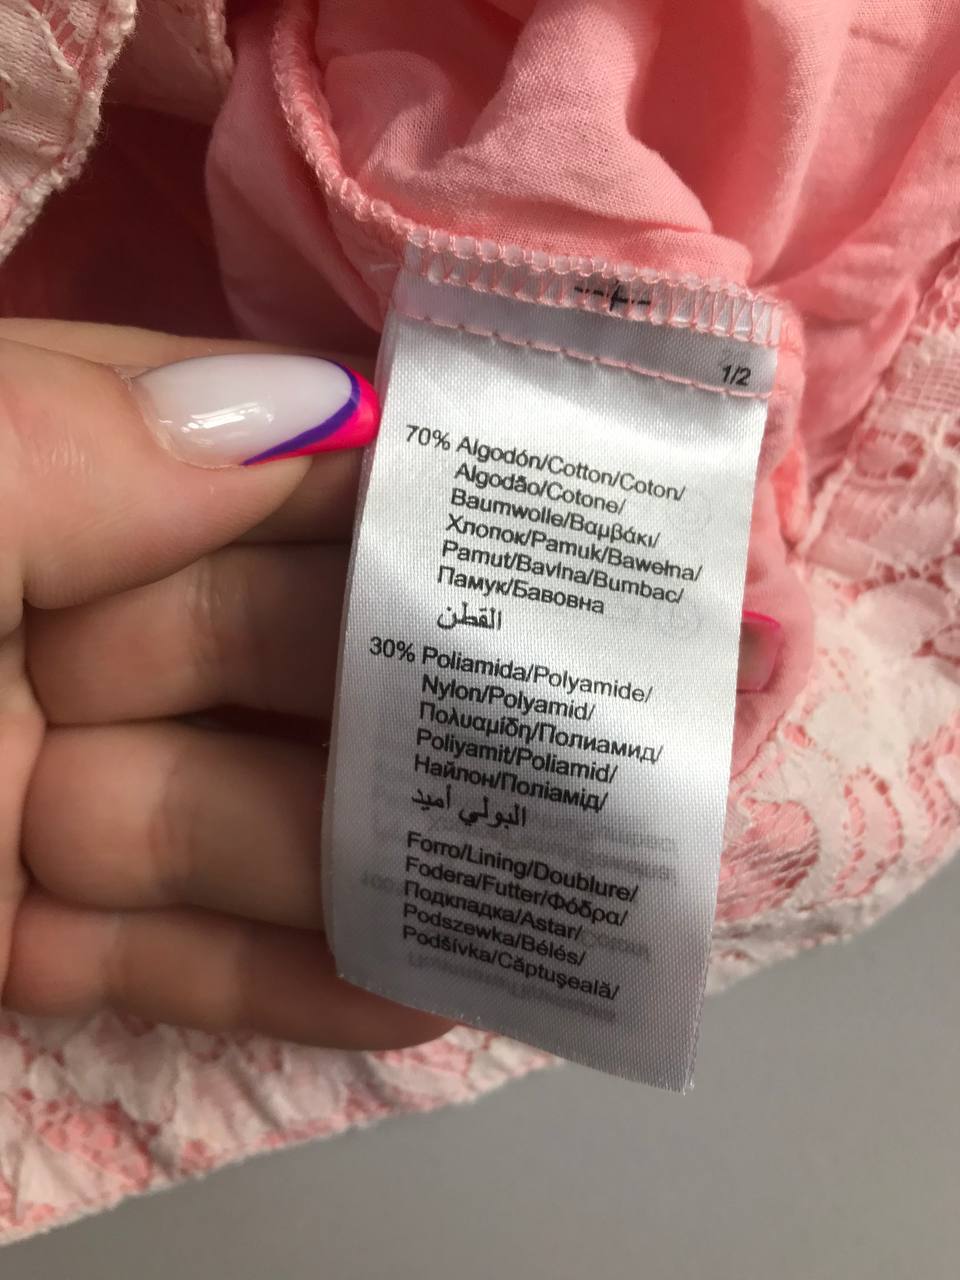 1/2
70% Algodón/Cotton/Coton/
Algodão/Cotone/
Baumwolle/Βαμβάκι/
Хлопок/Pamuk/Bawełna/
Pamut/Bavlna/Bumbac/
Памук/Бавовна
القطن
30% Poliamida/Polyamide/
Nylon/Polyamid/
Πολυαμίδη/Полиамид/
Poliyamit/Poliamid/
Найлон/Поліамід/
البولي أميد
Forro/Lining/Doublure/
Fodera/Futter/Φόδρα/
Подкладка/Astar/
Podszewka/Bélés/
Podšívka/Căptuşeală/